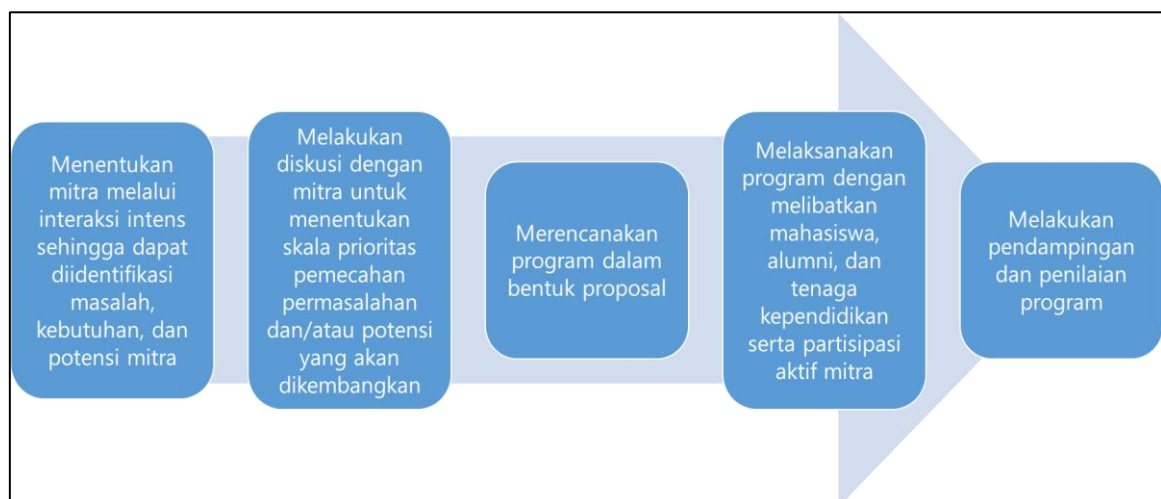 Menentukan
mitra melalui
interaksi intens
sehingga dapat
diidentifikasi
masalah,
kebutuhan, dan
potensi mitra
Melakukan
diskusi dengan
mitra untuk
menentukan
skala prioritas
pemecahan
permasalahan
dan/atau potensi
yang akan
dikembangkan
Merencanakan
program dalam
bentuk proposal
Melaksanakan
program dengan
melibatkan
mahasiswa,
alumni, dan
tenaga
kependidikan
serta partisipasi
aktif mitra
Melakukan
pendampingan
dan penilaian
program